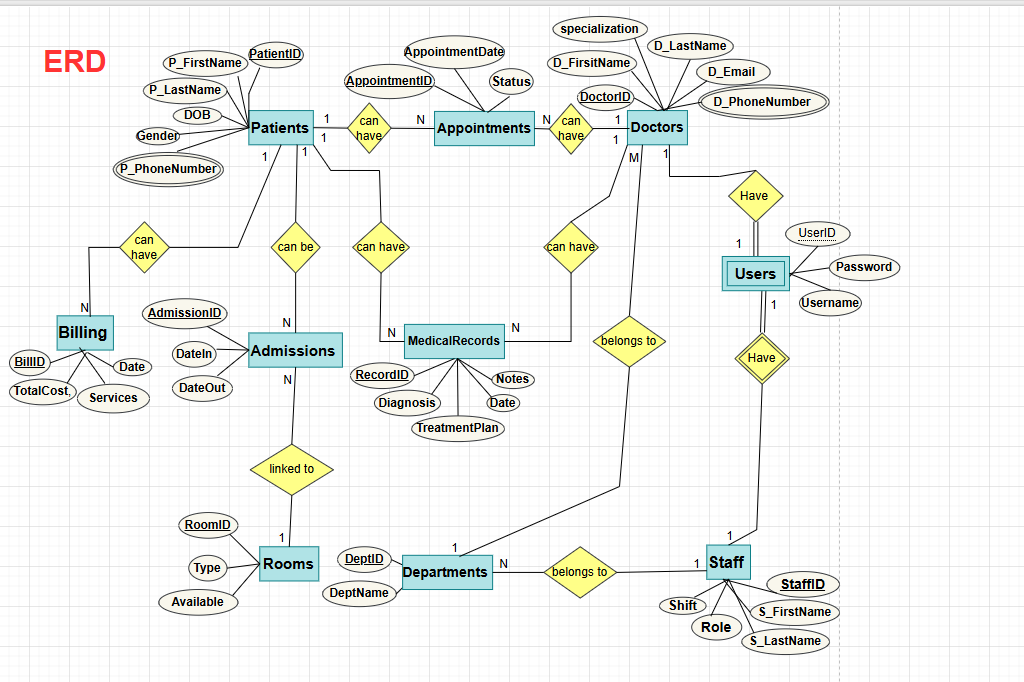 ERD
PatientID
P_FirstName
P_LastName
DOB
Gender
P_PhoneNumber
Patients
1
1
1
1
can
have
N
AppointmentDate
AppointmentID
Status
Appointments
N
can
have
1
1
M
1
specialization
D_FirsitName
D_LastName
D_Email
DoctorID
D_PhoneNumber
Doctors
Have
1
UserID
Password
Username
Users
1
Have
can
have
can be
can have
can have
belongs to
N
Billing
BillID
TotalCost,
Services
Date
AdmissionID
DateIn
DateOut
N
Admissions
N
N
MedicalRecords
N
RecordID
Diagnosis
TreatmentPlan
Date
Notes
linked to
1
RoomID
Type
Available
Rooms
1
DeptID
DeptName
Departments
N
belongs to
1
1
Staff
StaffID
S_FirstName
S_LastName
Role
Shift